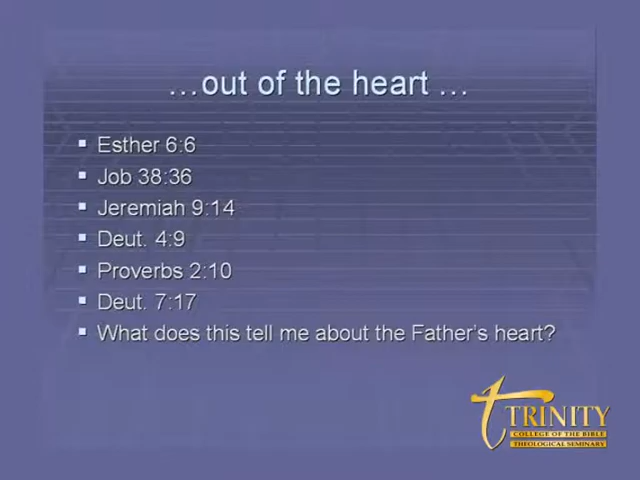 ...out of the heart ...
Esther 6:6
Job 38:36
Jeremiah 9:14
Deut. 4:9
Proverbs 2:10
Deut. 7:17
What does this tell me about the Father's heart?
TRINITY
COLLEGE OF THE BIBLE
THEOLOGICAL SEMINARY